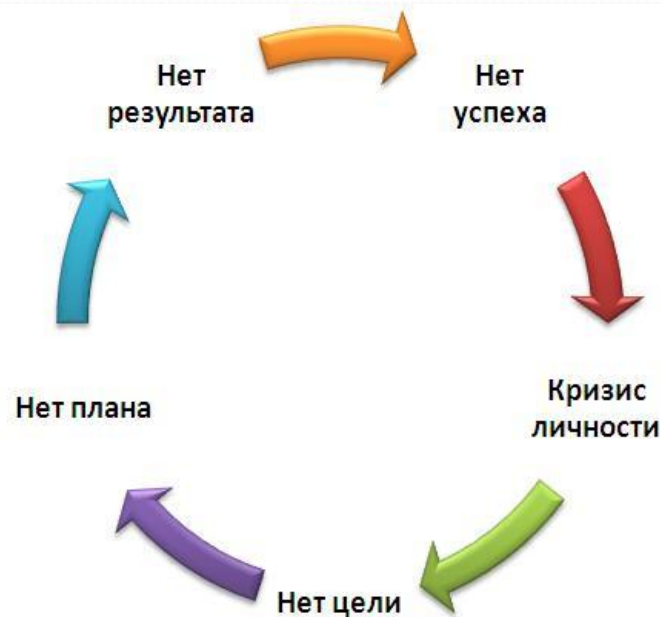 Нет
результата
Нет
успеха
Кризис
личности
Нет плана
Нет цели